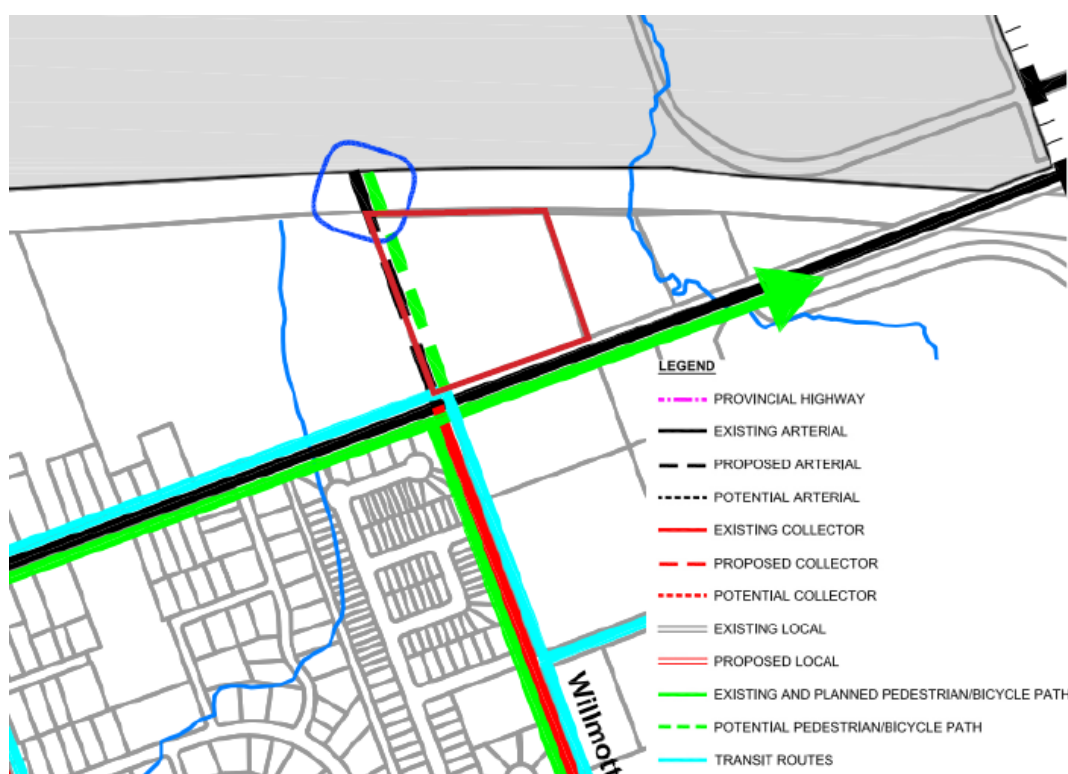 LEGEND
PROVINCIAL HIGHWAY
EXISTING ARTERIAL
PROPOSED ARTERIAL
POTENTIAL ARTERIAL
EXISTING COLLECTOR
PROPOSED COLLECTOR
POTENTIAL COLLECTOR
EXISTING LOCAL
PROPOSED LOCAL
EXISTING AND PLANNED PEDESTRIAN/BICYCLE PATH
POTENTIAL PEDESTRIAN/BICYCLE PATH
TRANSIT ROUTES
Willmott